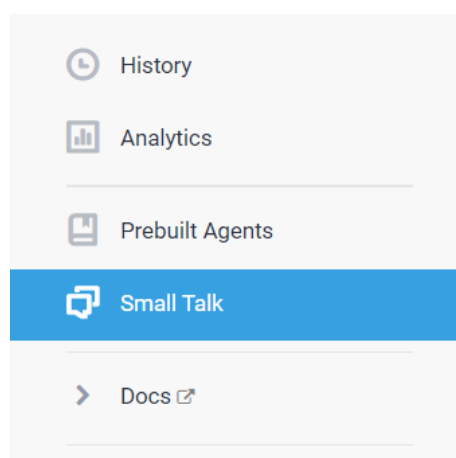 History
Analytics
Prebuilt Agents
Small Talk
Docs